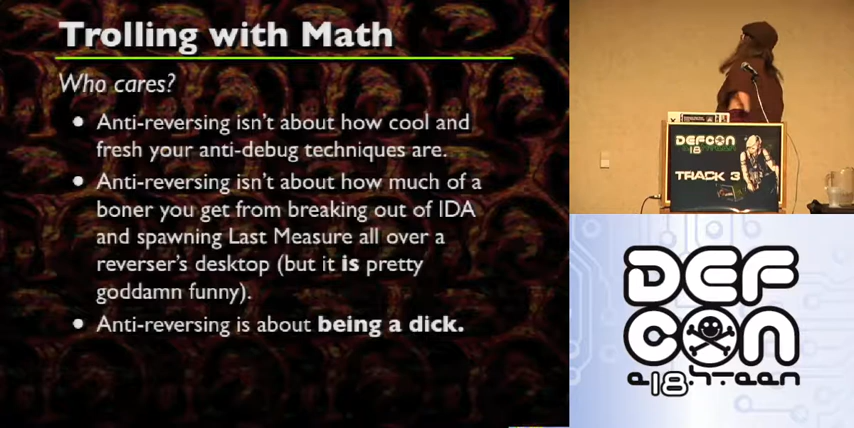 Trolling with Math
Who cares?
Anti-reversing isn't about how cool and
fresh your anti-debug techniques are.
Anti-reversing isn't about how much of a
boner you get from breaking out of IDA
and spawning Last Measure all over a
reverser's desktop (but it is pretty
goddamn funny).
Anti-reversing is about being a dick.
DEFCON
18
TRACK 3
DEF
CON
e18h.teen